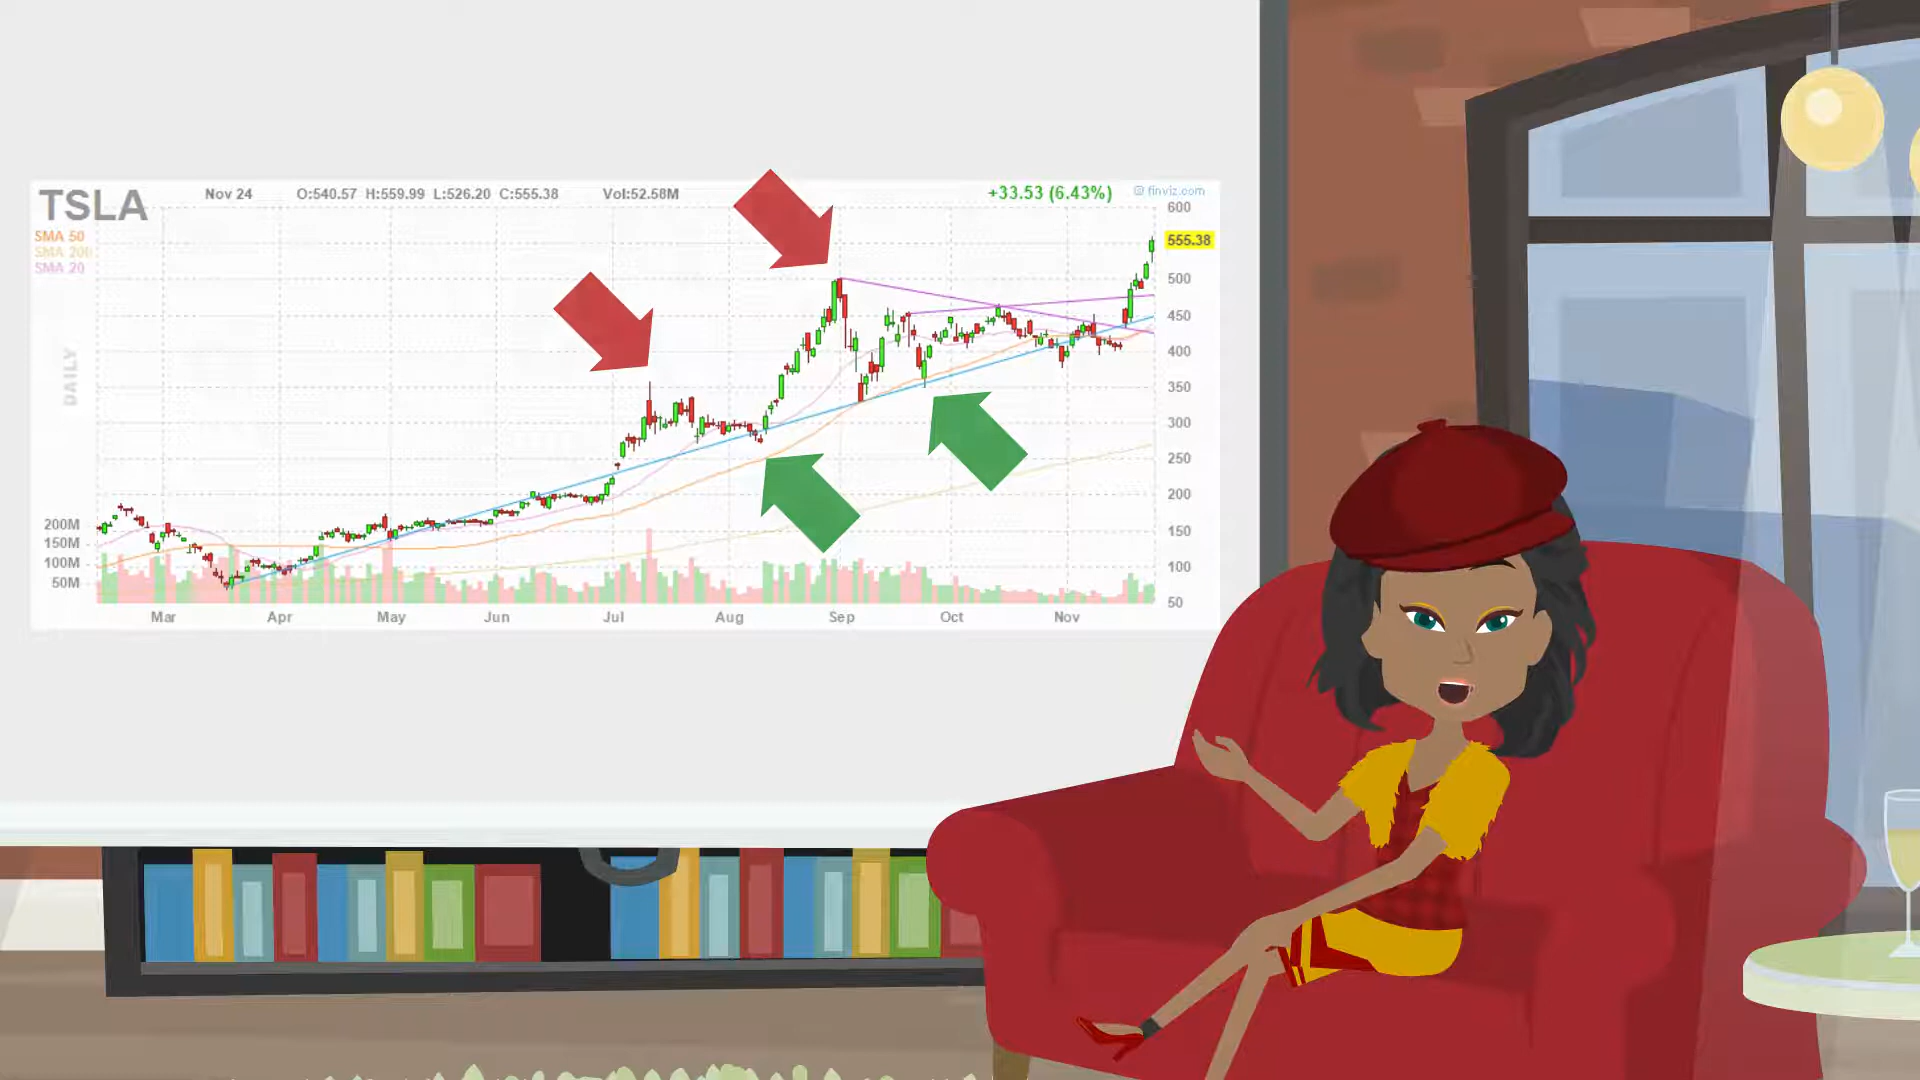 TSLA
Nov 24 O:540.57 H:559.99 L:526.20 C:555.38 Vol:52.58M +33.53 (6.43%) © finviz.com
SMA 50
SMA 200
SMA 20
DAILY
600
555.38
500
450
400
350
300
250
200
150
100
50
200M
150M
100M
50M
Mar Apr May Jun Jul Aug Sep Oct Nov